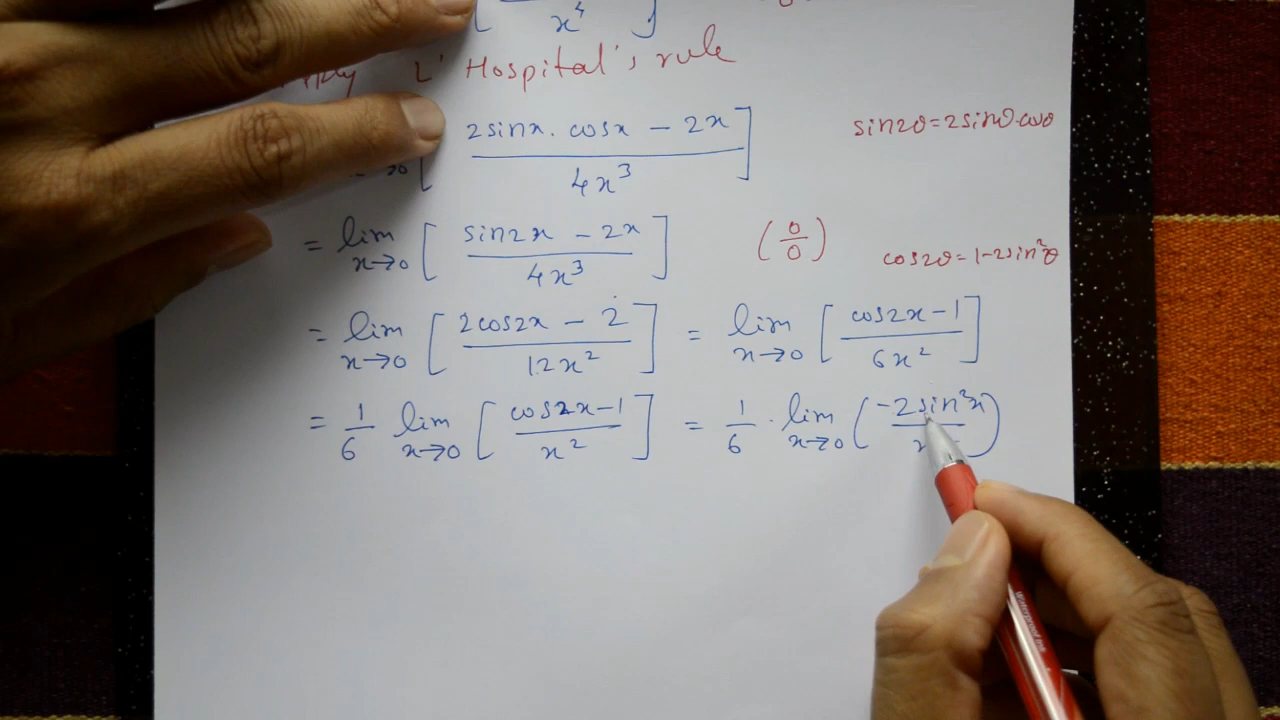 x⁴
L' Hospital's rule
[2sinx. cosx − 2x / 4x³] sin2θ=2sinθ.cosθ
= lim x→0 [sin2x − 2x / 4x³] (0/0) cos2θ=1−2sin²θ
= lim x→0 [2cos2x − 2 / 12x²] = lim x→0 [cos2x−1 / 6x²]
= 1/6 lim x→0 [cos2x−1 / x²] = 1/6 · lim x→0 (−2sin²x / x)
Waterproof Ink